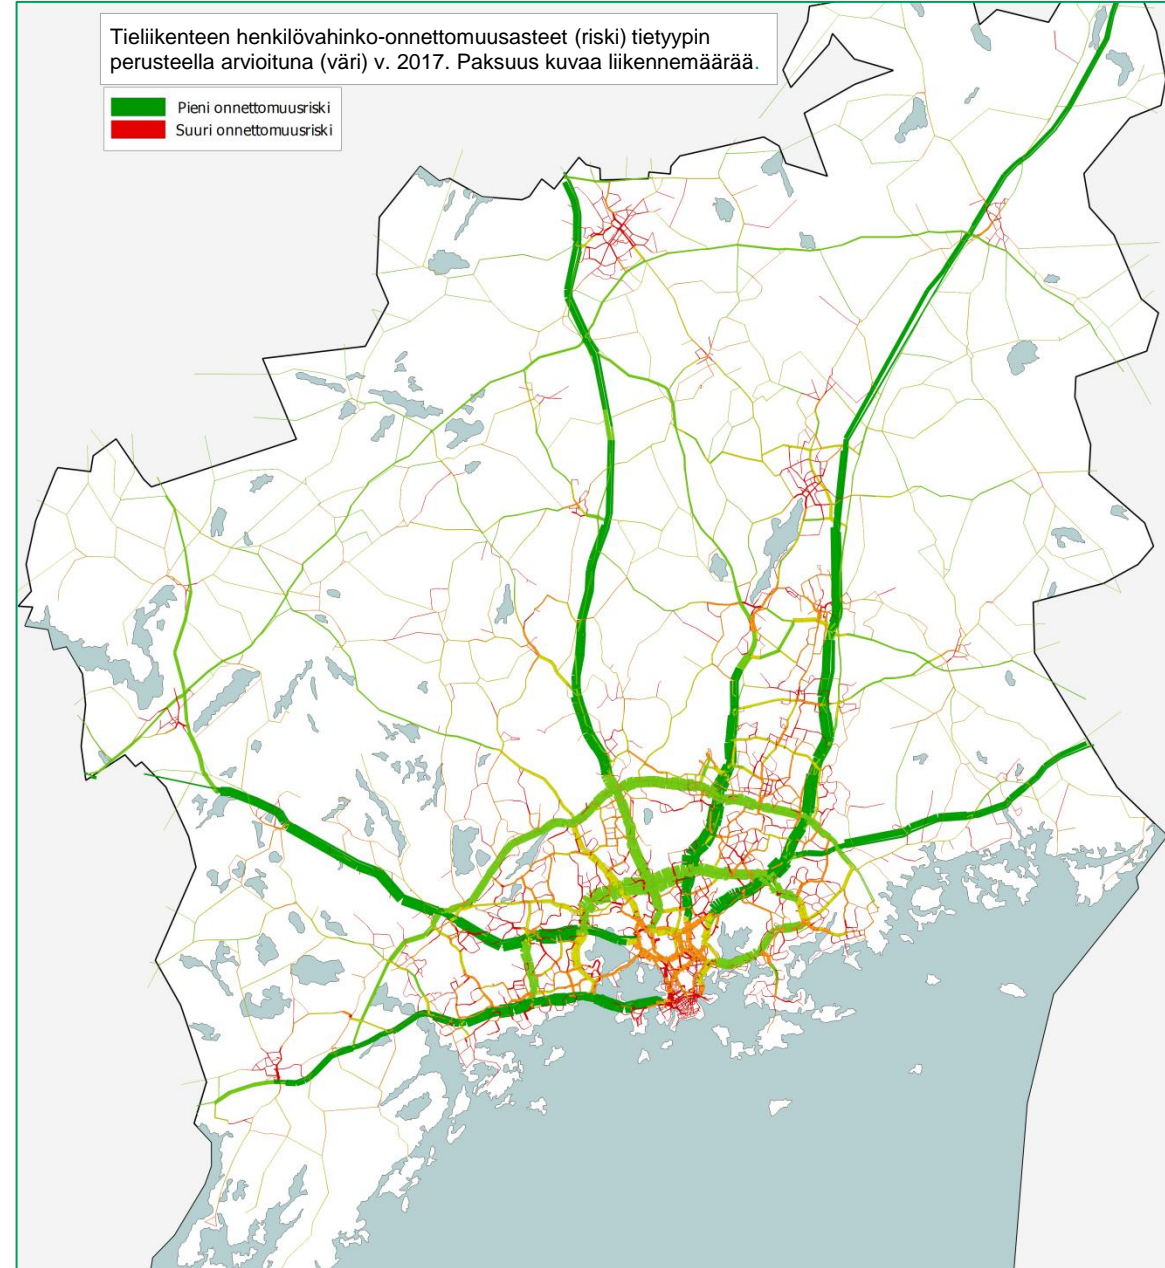 Tieliikenteen henkilövahinko-onnettomuusasteet (riski) tietyypin
perusteella arvioituna (väri) v. 2017. Paksuus kuvaa liikennemäärää.
Pieni onnettomuusriski
Suuri onnettomuusriski